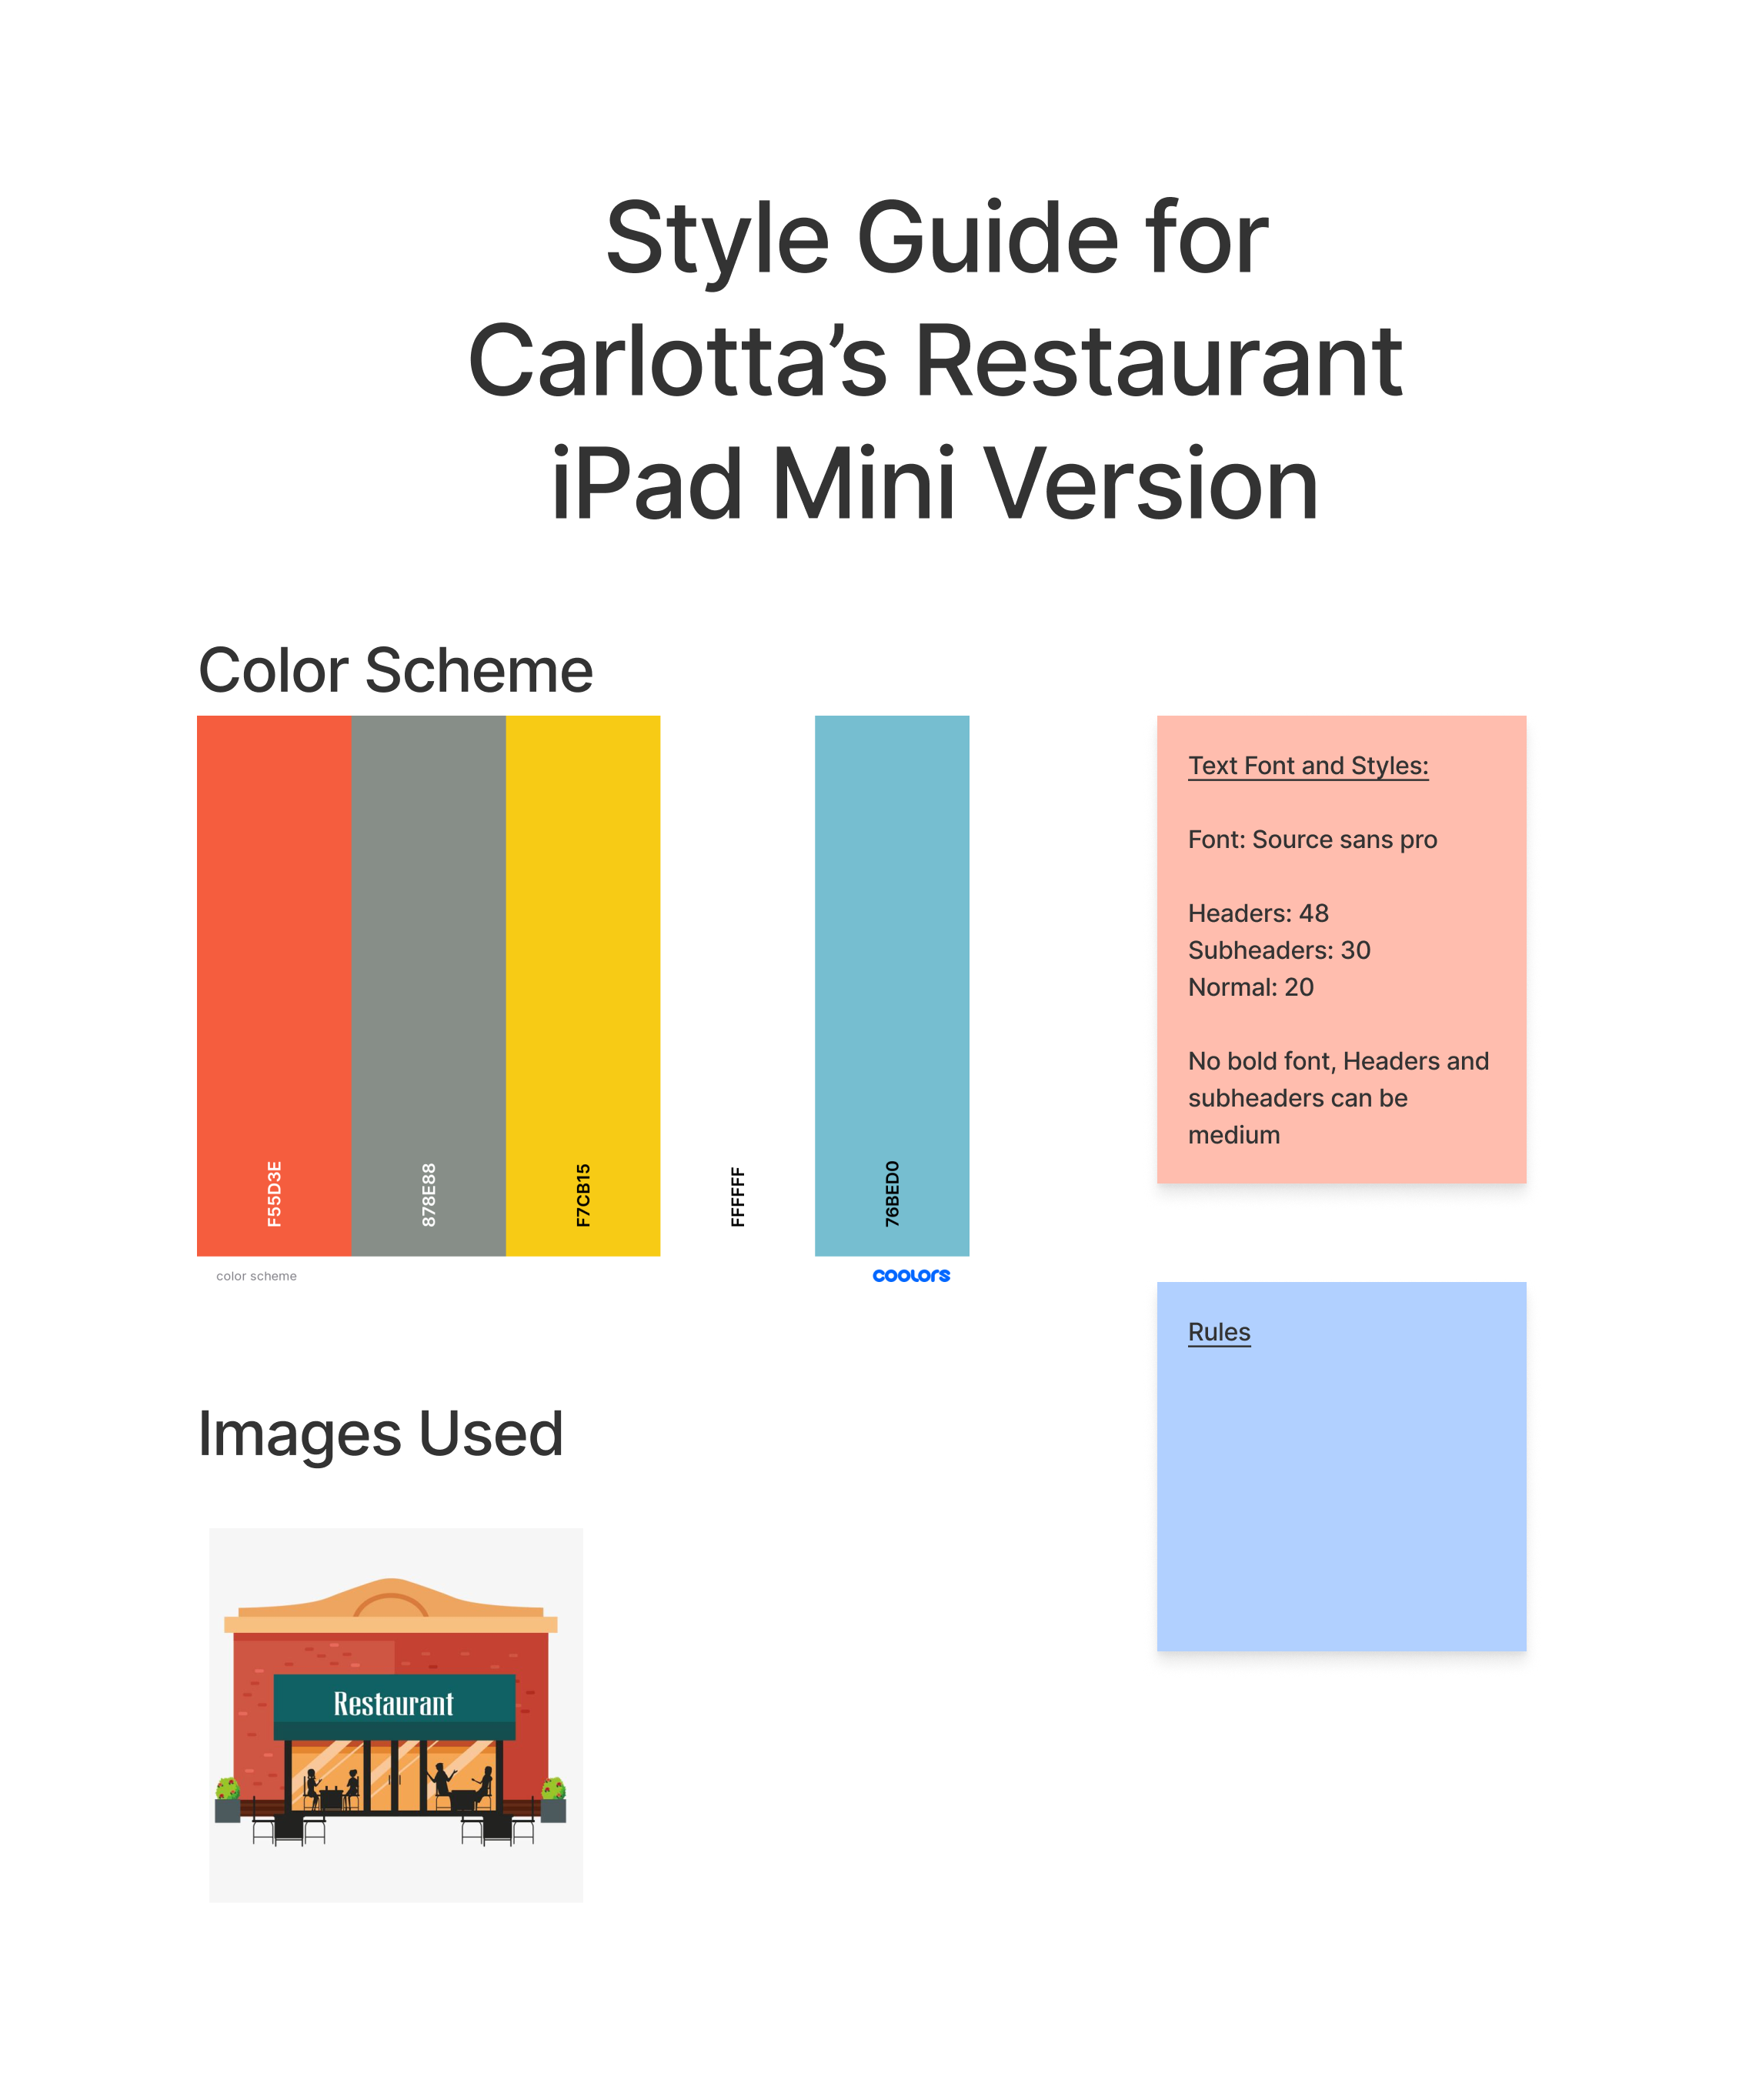 Style Guide for
Carlotta’s Restaurant
iPad Mini Version
Color Scheme
F55D3E
878E88
F7CB15
FFFFFF
76BED0
color scheme
coolors
Text Font and Styles:
Font: Source sans pro
Headers: 48
Subheaders: 30
Normal: 20
No bold font, Headers and
subheaders can be
medium
Rules
Images Used
Restaurant